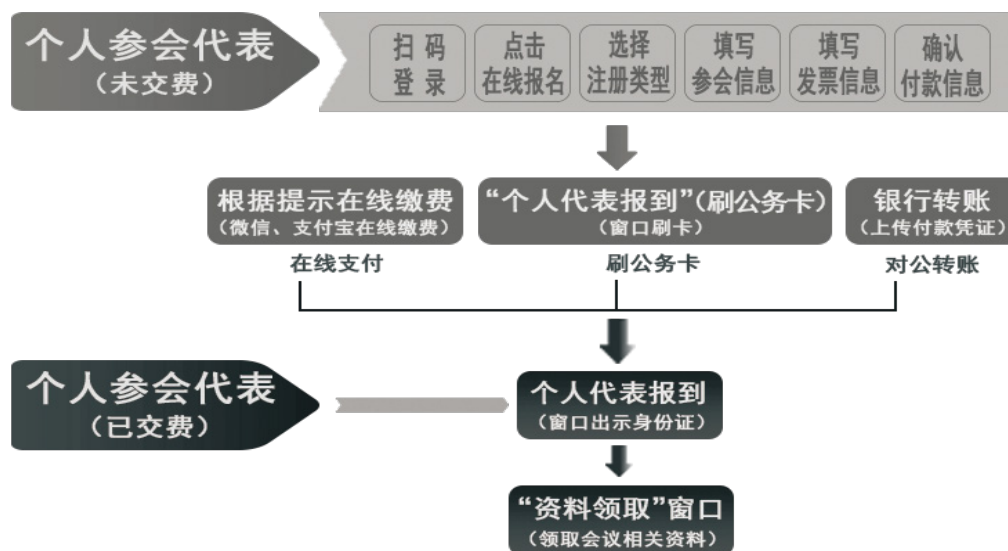 个人参会代表
（未交费）
扫 码
登 录
点击
在线报名
选择
注册类型
填写
参会信息
填写
发票信息
确认
付款信息
根据提示在线缴费
（微信、支付宝在线缴费）
“个人代表报到”（刷公务卡）
（窗口刷卡）
银行转账
（上传付款凭证）
在线支付
刷公务卡
对公转账
个人参会代表
（已交费）
个人代表报到
（窗口出示身份证）
“资料领取”窗口
（领取会议相关资料）